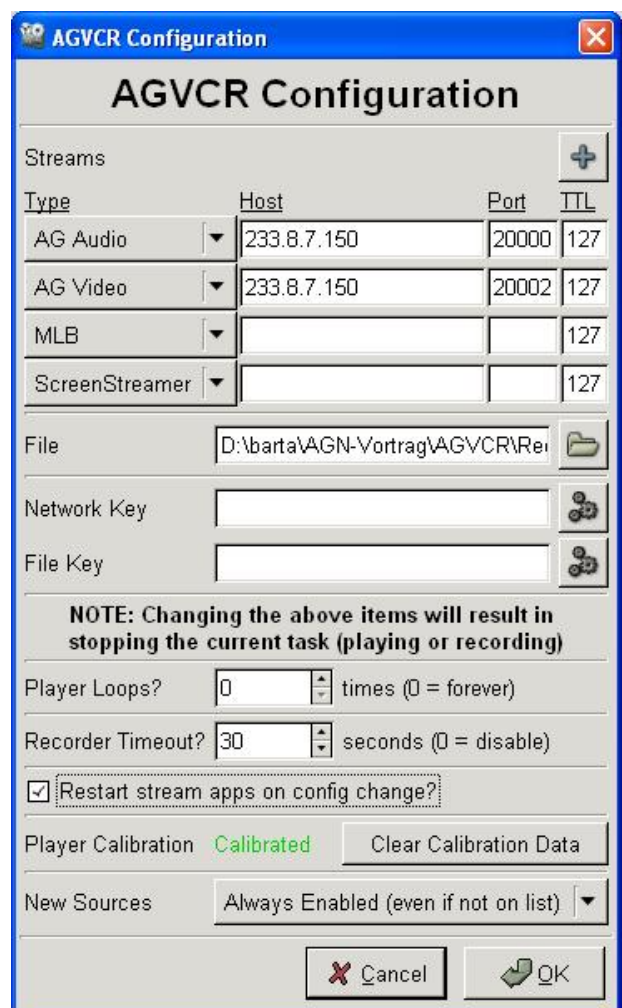 AGVCR Configuration
AGVCR Configuration
Streams
Type Host Port TTL
AG Audio 233.8.7.150 20000 127
AG Video 233.8.7.150 20002 127
MLB 127
ScreenStreamer 127
File D:\barta\AGN-Vortrag\AGVCR\Re
Network Key
File Key
NOTE: Changing the above items will result in
stopping the current task (playing or recording)
Player Loops? 0 times (0 = forever)
Recorder Timeout? 30 seconds (0 = disable)
Restart stream apps on config change?
Player Calibration Calibrated Clear Calibration Data
New Sources Always Enabled (even if not on list)
Cancel OK